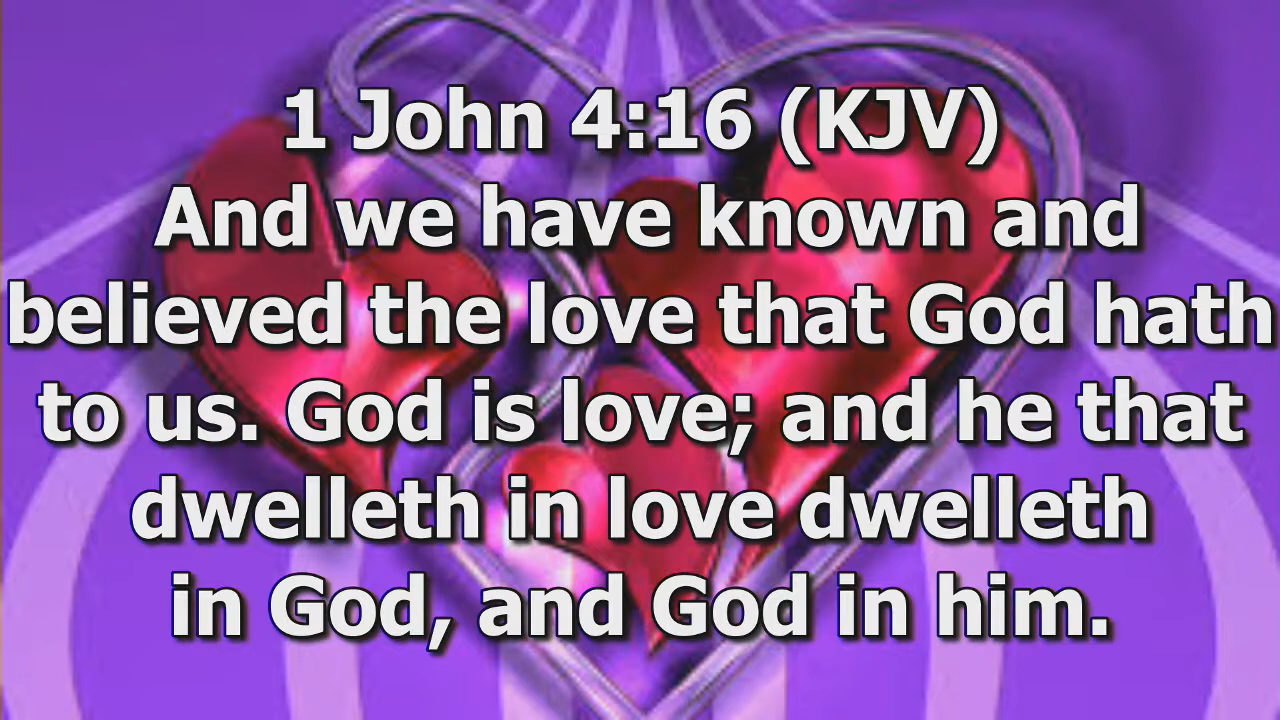 1 John 4:16 (KJV)
And we have known and
believed the love that God hath
to us. God is love; and he that
dwelleth in love dwelleth
in God, and God in him.